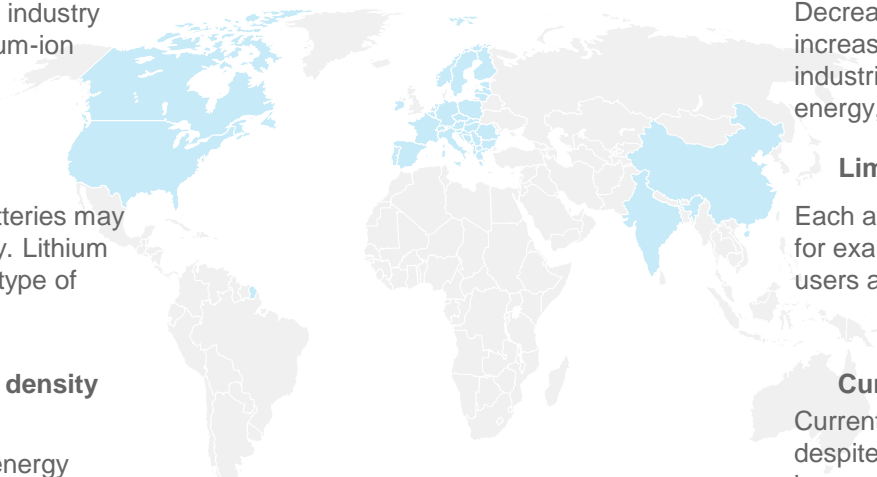 industry
um-ion
tteries may
y. Lithium
type of
density
energy
Decrea
increas
industri
energy.
Lim
Each a
for exa
users a
Cur
Current
despite